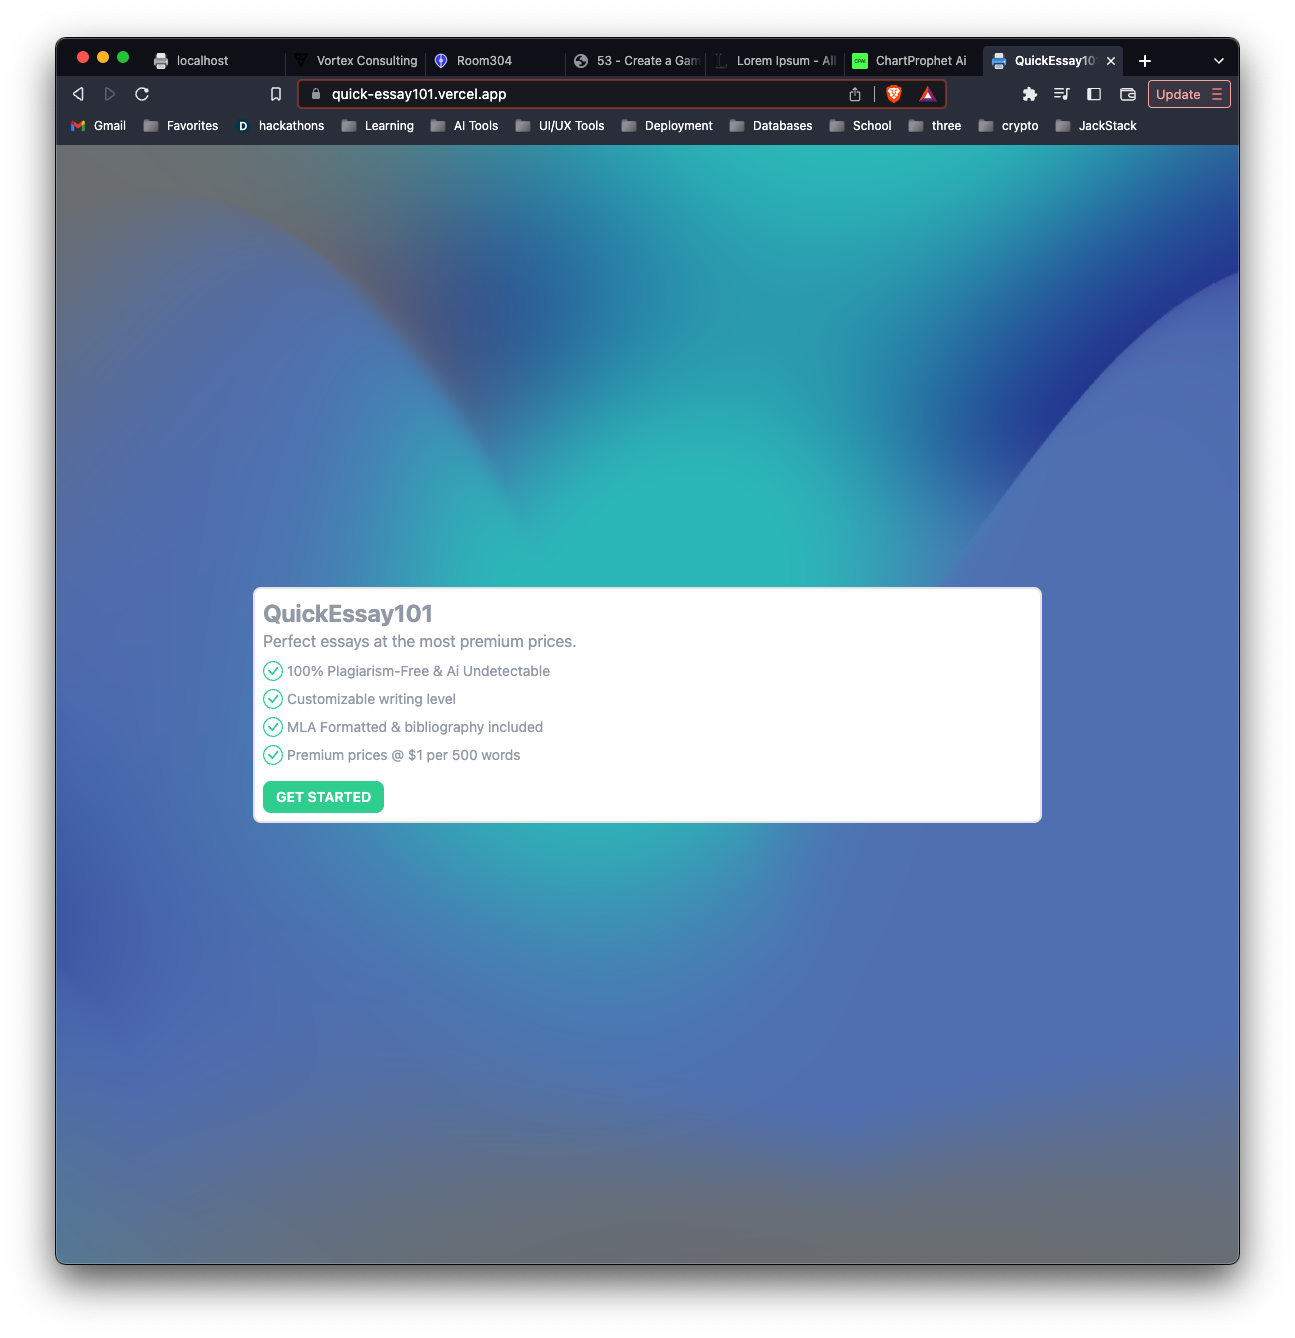 localhost
Vortex Consulting
Room304
53 - Create a Gam
Lorem Ipsum - All
CPAI
ChartProphet Ai
QuickEssay10
quick-essay101.vercel.app
Update
Gmail
Favorites
D
hackathons
Learning
AI Tools
UI/UX Tools
Deployment
Databases
School
three
crypto
JackStack
QuickEssay101
Perfect essays at the most premium prices.
100% Plagiarism-Free & Ai Undetectable
Customizable writing level
MLA Formatted & bibliography included
Premium prices @ $1 per 500 words
GET STARTED